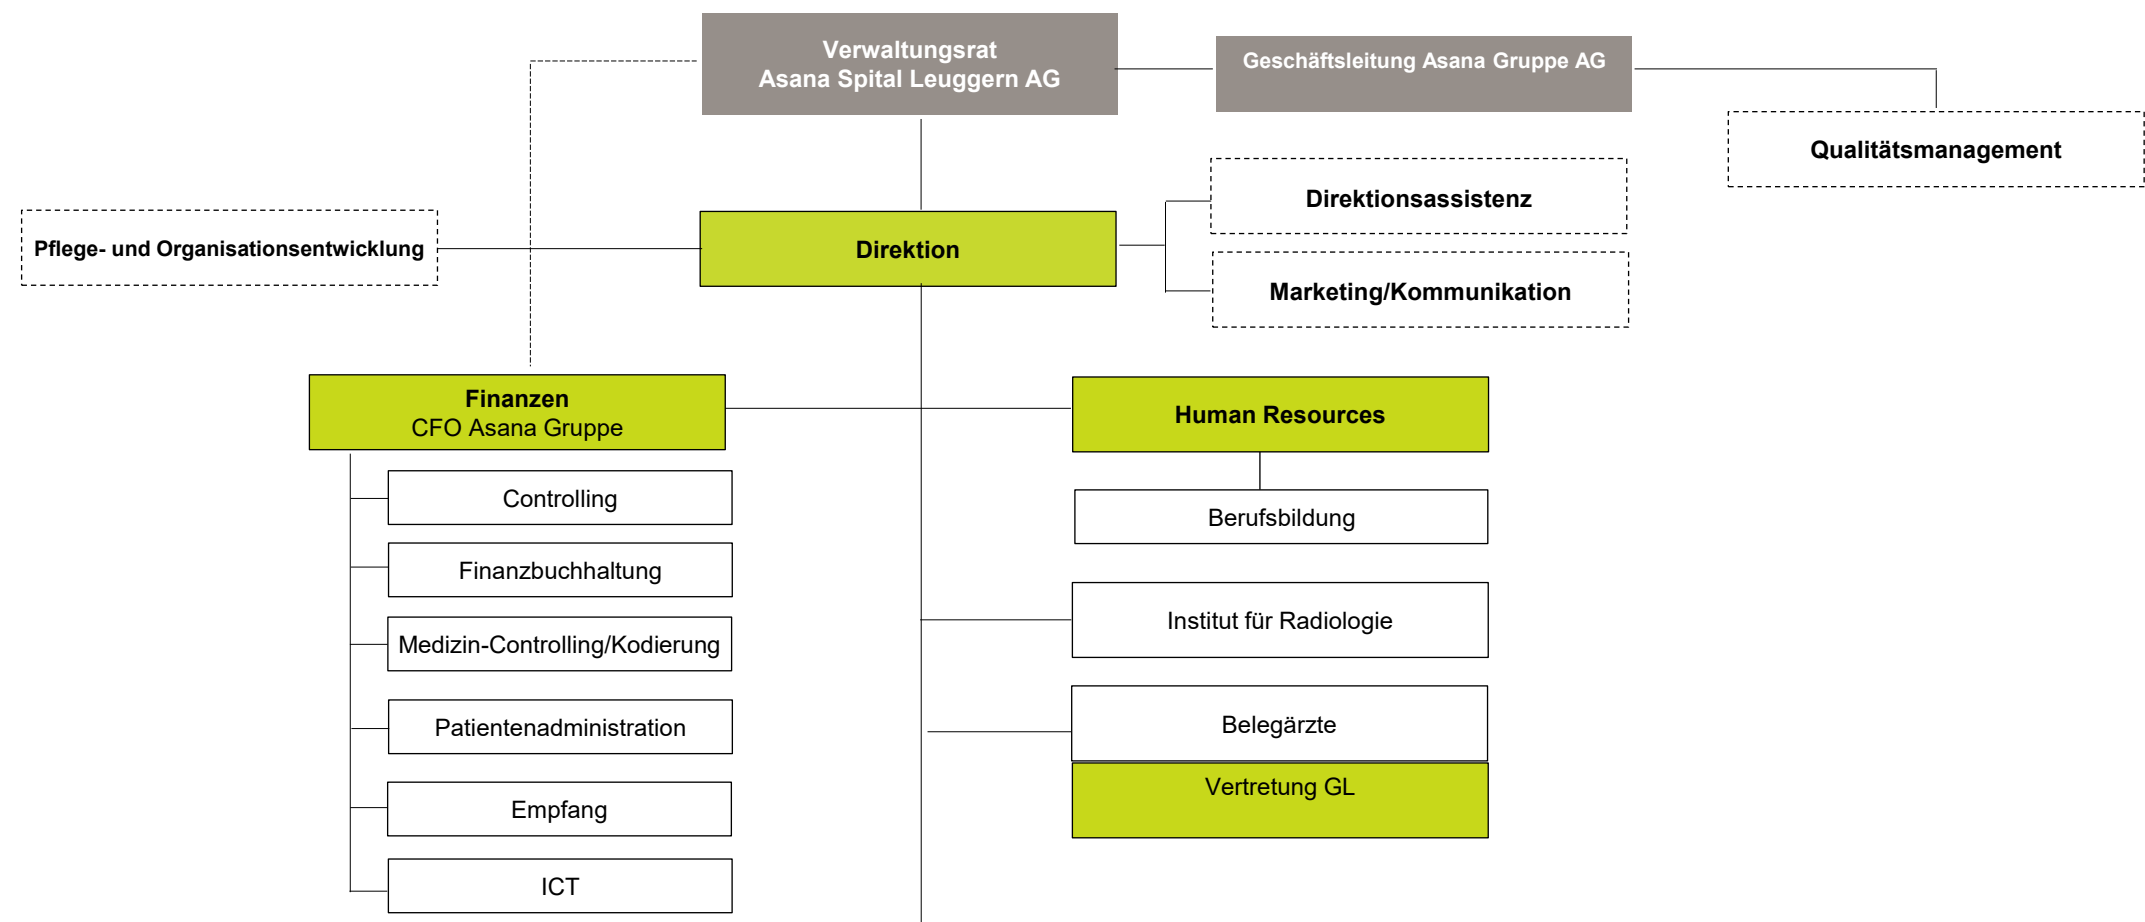 Verwaltungsrat
Asana Spital Leuggern AG
Geschäftsleitung Asana Gruppe AG
Qualitätsmanagement
Direktionsassistenz
Pflege- und Organisationsentwicklung
Direktion
Marketing/Kommunikation
Finanzen
CFO Asana Gruppe
Human Resources
Controlling
Finanzbuchhaltung
Medizin-Controlling/Kodierung
Patientenadministration
Empfang
ICT
Berufsbildung
Institut für Radiologie
Belegärzte
Vertretung GL